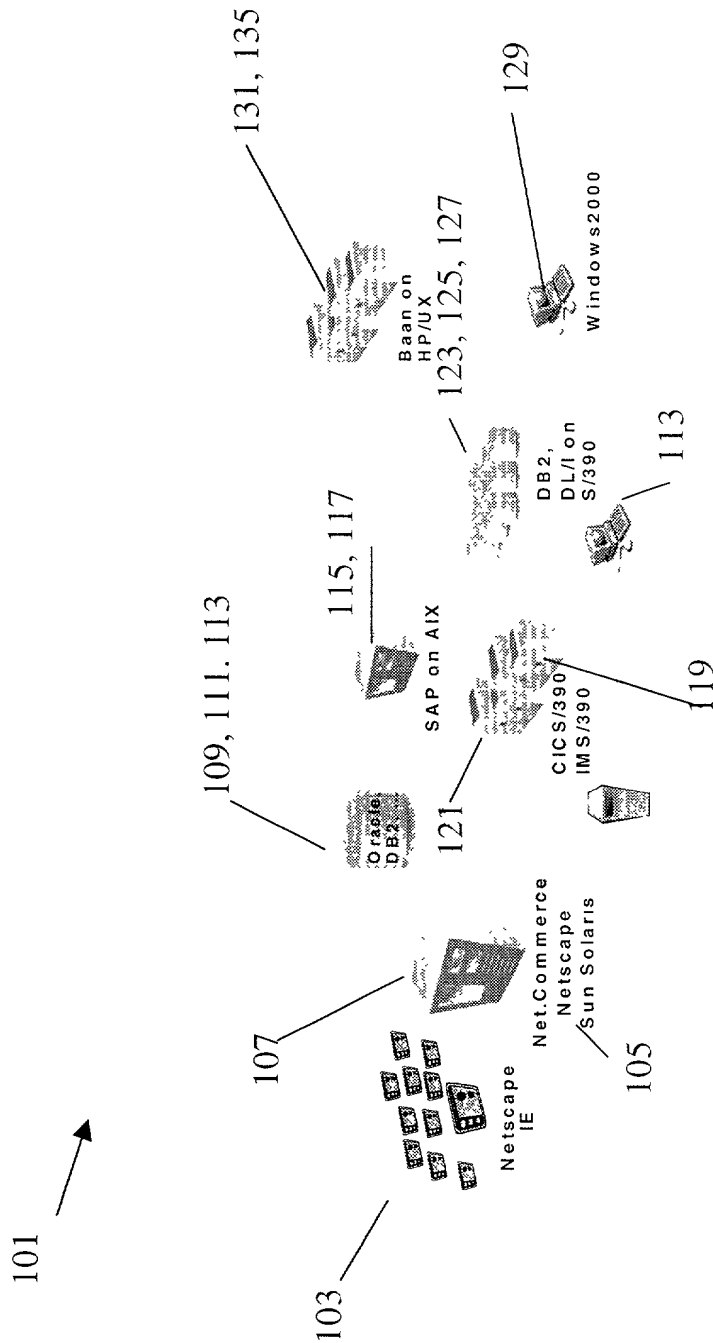 101
103
Netscape
IE
107
Net.Commerce
Netscape
Sun Solaris
105
109, 111. 113
Oracle,
DB2,...
115, 117
SAP on AIX
121
CICS/390
IMS/390
119
131, 135
Baan on
HP/UX
123, 125, 127
DB2,
DL/I on
S/390
113
129
Windows2000